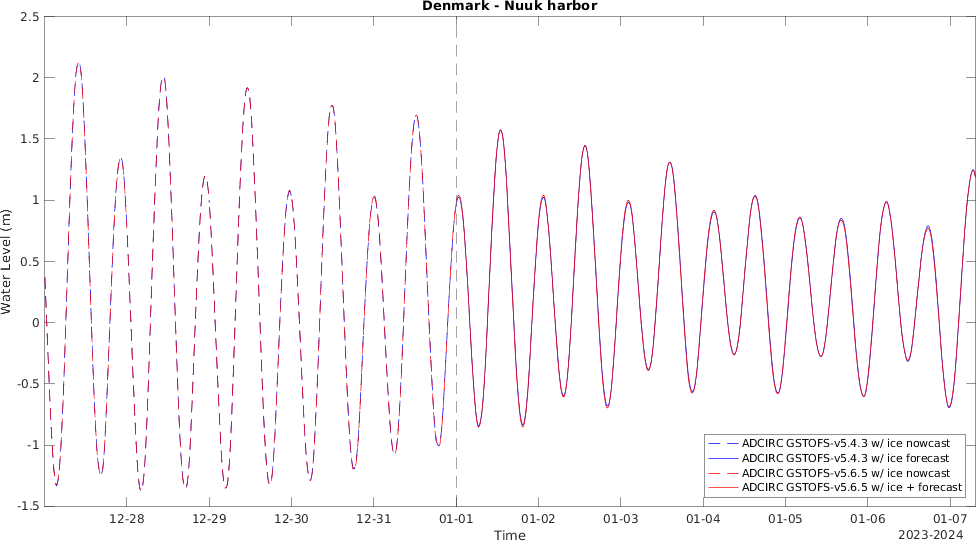 Denmark - Nuuk harbor
2.5
2
1.5
1
0.5
0
-0.5
-1
-1.5
Water Level (m)
ADCIRC GSTOFS-v5.4.3 w/ ice nowcast
ADCIRC GSTOFS-v5.4.3 w/ ice forecast
ADCIRC GSTOFS-v5.6.5 w/ ice nowcast
ADCIRC GSTOFS-v5.6.5 w/ ice + forecast
12-28 12-29 12-30 12-31 01-01 01-02 01-03 01-04 01-05 01-06 01-07
Time
2023-2024